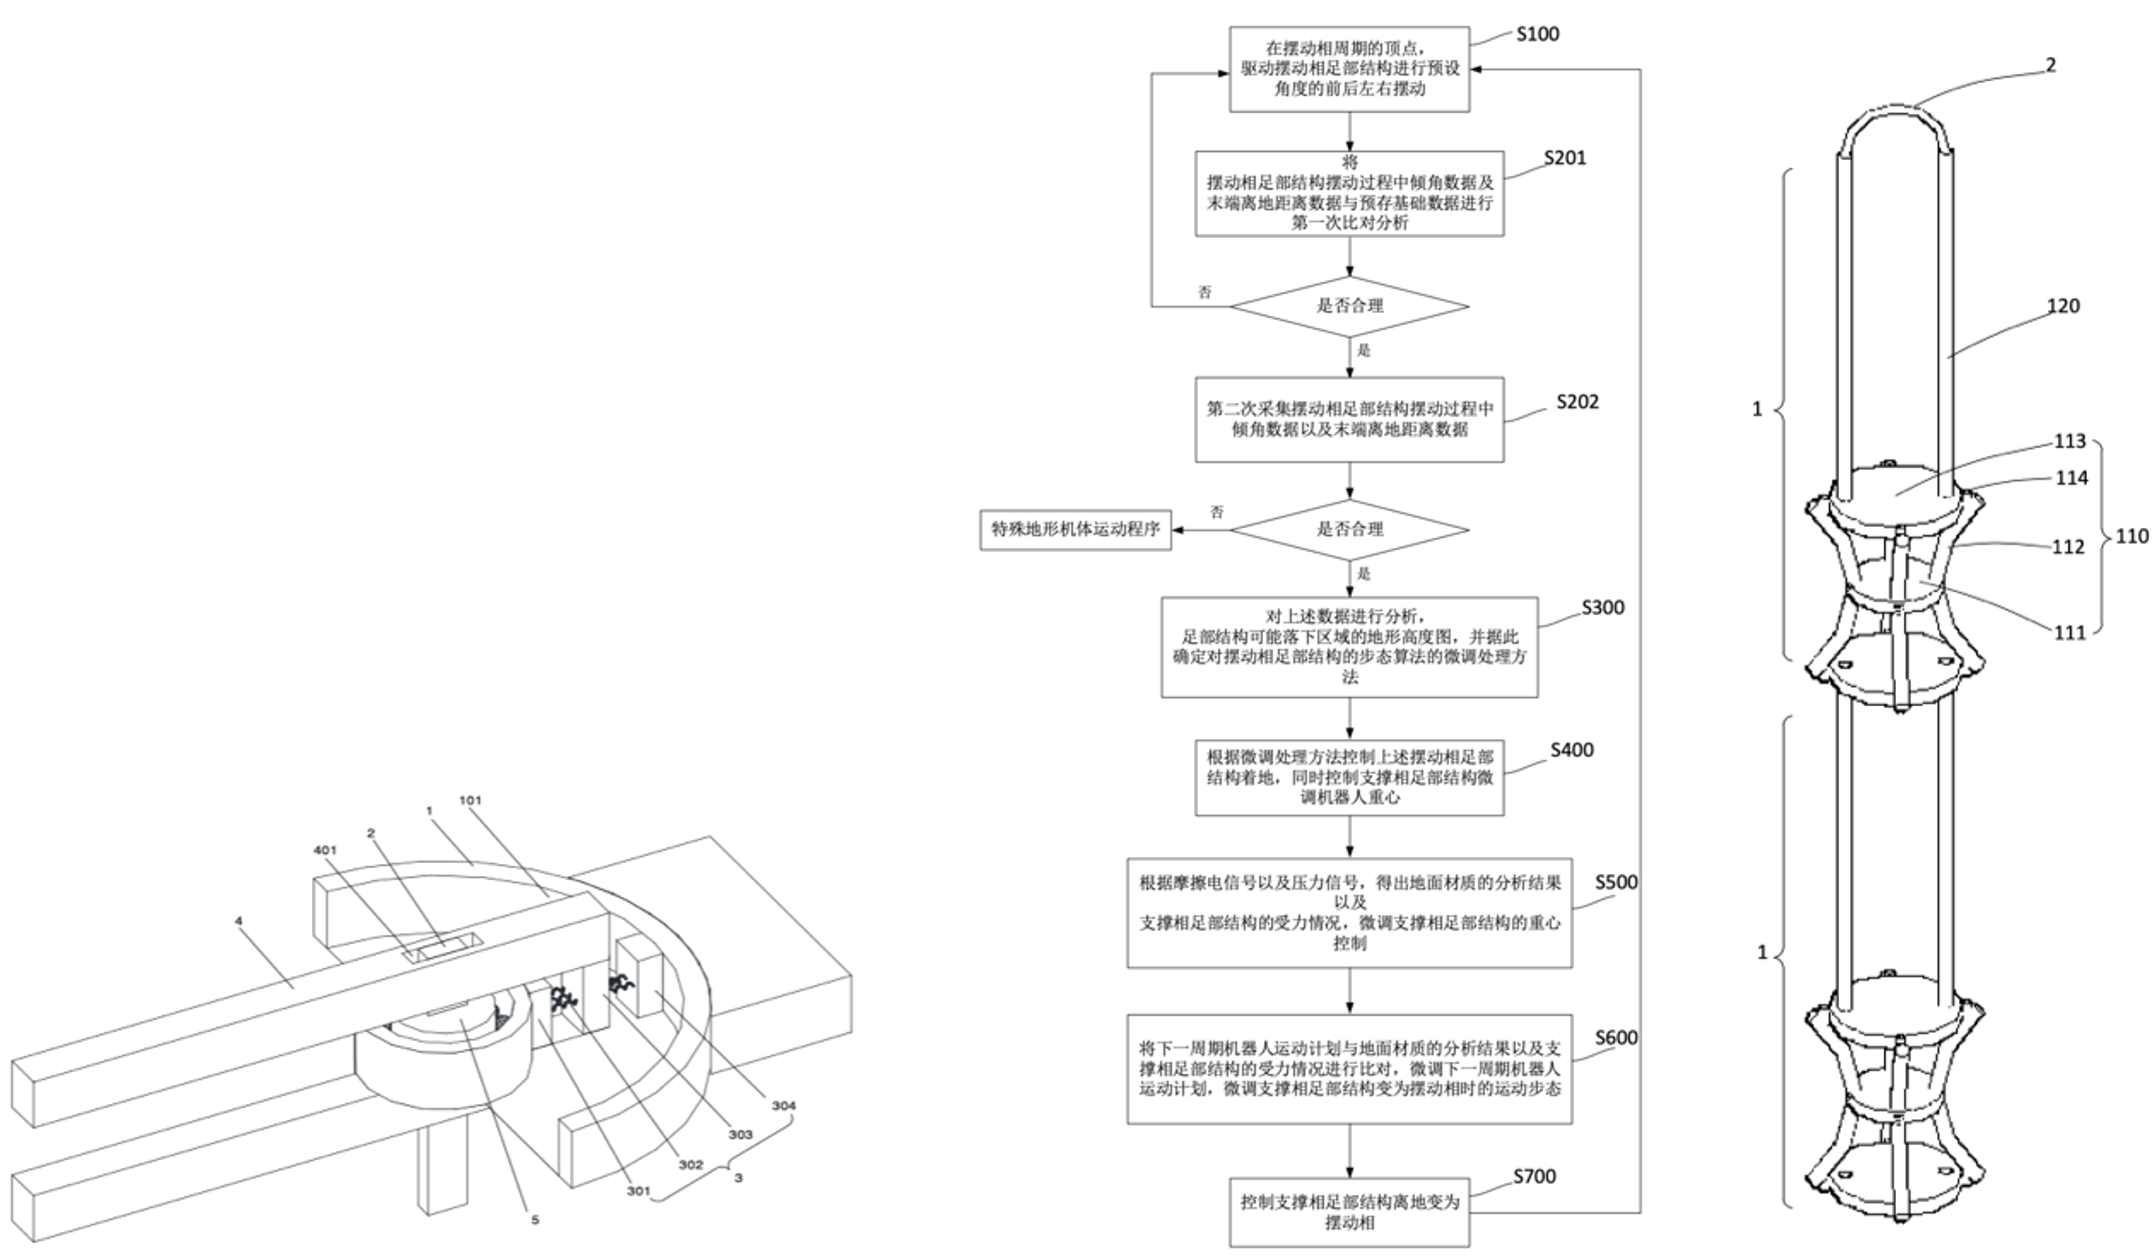 101
1
2
401
4
304
303
302
3
301
5
S100
在摆动相周期的顶点，
驱动摆动相足部结构进行预设
角度的前后左右摆动
S201
将
摆动相足部结构摆动过程中倾角数据及
末端离地距离数据与预存基础数据进行
第一次比对分析
否
是否合理
是
S202
第二次采集摆动相足部结构摆动过程中
倾角数据以及末端离地距离数据
否
是否合理
特殊地形机体运动程序
是
S300
对上述数据进行分析，
足部结构可能落下区域的地形高度图，并据此
确定对摆动相足部结构的步态算法的微调处理方
法
S400
根据微调处理方法控制上述摆动相足部
结构着地，同时控制支撑相足部结构微
调机器人重心
S500
根据摩擦电信号以及压力信号，得出地面材质的分析结果
以及
支撑相足部结构的受力情况，微调支撑相足部结构的重心
控制
S600
将下一周期机器人运动计划与地面材质的分析结果以及支
撑相足部结构的受力情况进行比对，微调下一周期机器人
运动计划，微调支撑相足部结构变为摆动相时的运动步态
S700
控制支撑相足部结构离地变为
摆动相
2
120
1
113
114
110
112
111
1